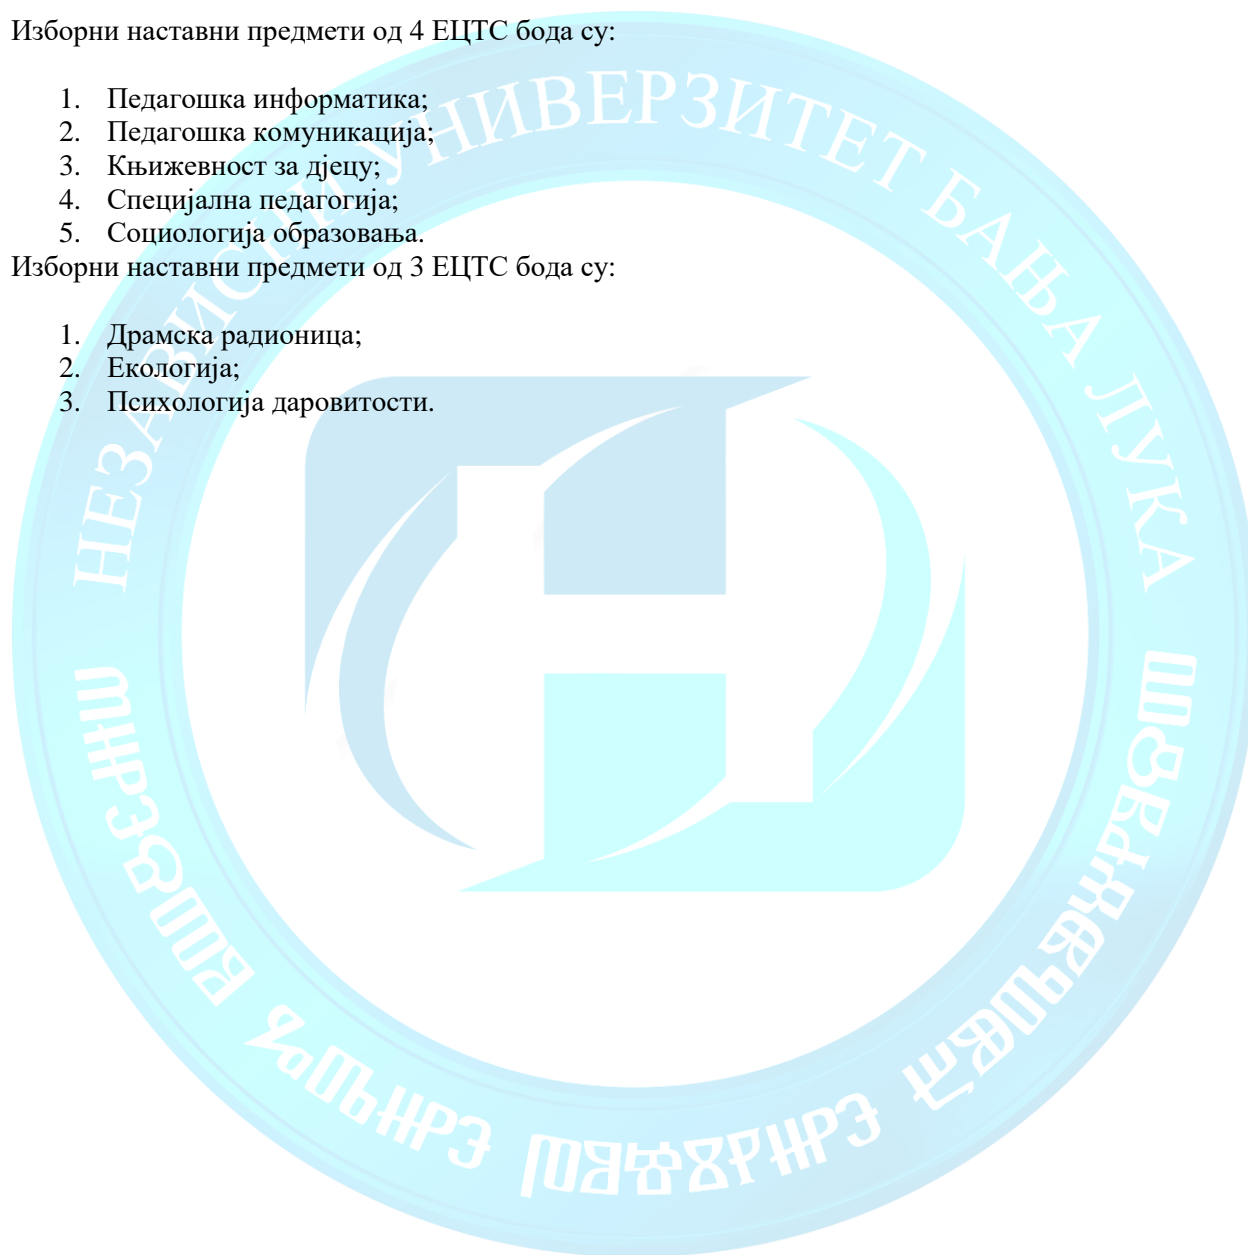 Изборни наставни предмети од 4 ЕЦТС бода су:
1. Педагошка информатика;
2. Педагошка комуникација;
3. Књижевност за дјецу;
4. Специјална педагогија;
5. Социологија образовања.
Изборни наставни предмети од 3 ЕЦТС бода су:
1. Драмска радионица;
2. Екологија;
3. Психологија даровитости.
НЕЗАВИСНИ УНИВЕРЗИТЕТ БАЊА ЛУКА